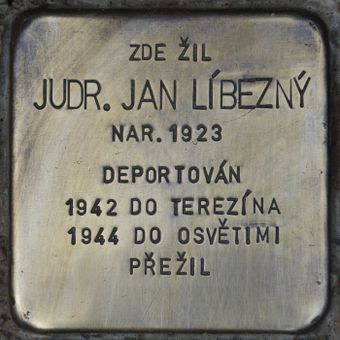 ZDE ŽIL
JUDR. JAN LÍBEZNÝ
NAR. 1923
DEPORTOVÁN
1942 DO TEREZÍNA
1944 DO OSVĚTIMI
PŘEŽIL